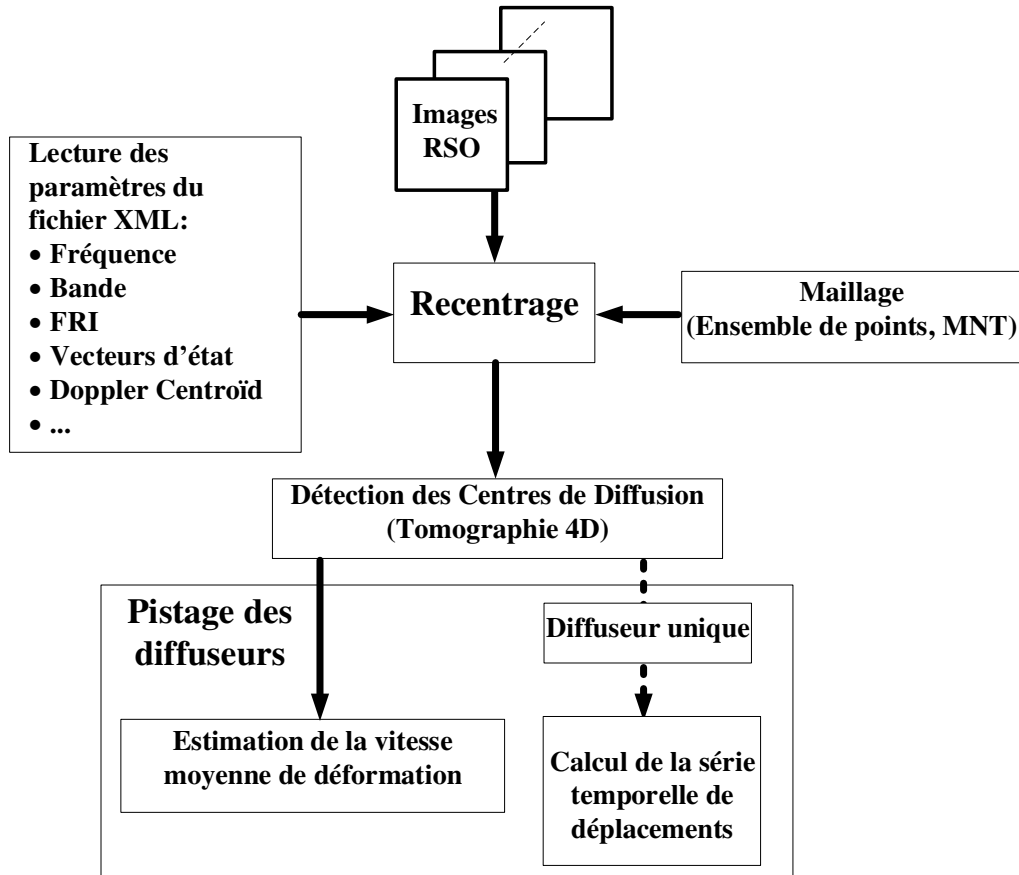 Images
RSO
Lecture des
paramètres du
fichier XML:
• Fréquence
• Bande
• FRI
• Vecteurs d’état
• Doppler Centroïd
• ...
Recentrage
Maillage
(Ensemble de points, MNT)
Détection des Centres de Diffusion
(Tomographie 4D)
Pistage des
diffuseurs
Diffuseur unique
Estimation de la vitesse
moyenne de déformation
Calcul de la série
temporelle de
déplacements